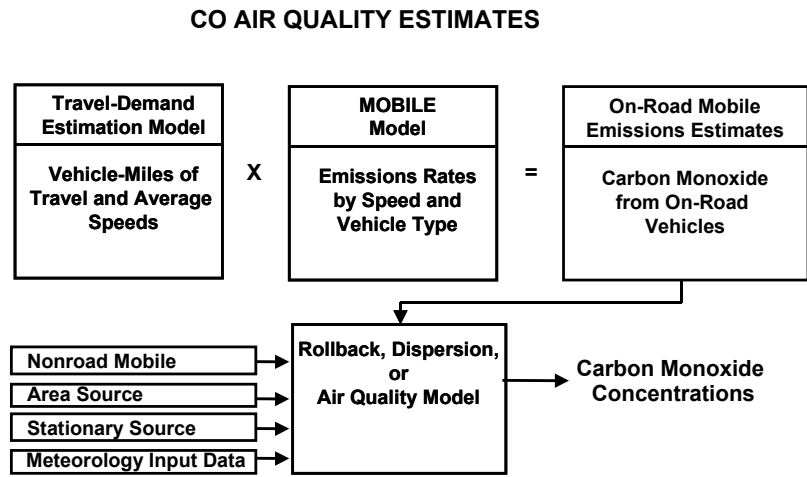 CO AIR QUALITY ESTIMATES
Travel-Demand
Estimation Model
Vehicle-Miles of
Travel and Average
Speeds
X
MOBILE
Model
Emissions Rates
by Speed and
Vehicle Type
=
On-Road Mobile
Emissions Estimates
Carbon Monoxide
from On-Road
Vehicles
Nonroad Mobile
Area Source
Stationary Source
Meteorology Input Data
Rollback, Dispersion,
or
Air Quality Model
Carbon Monoxide
Concentrations